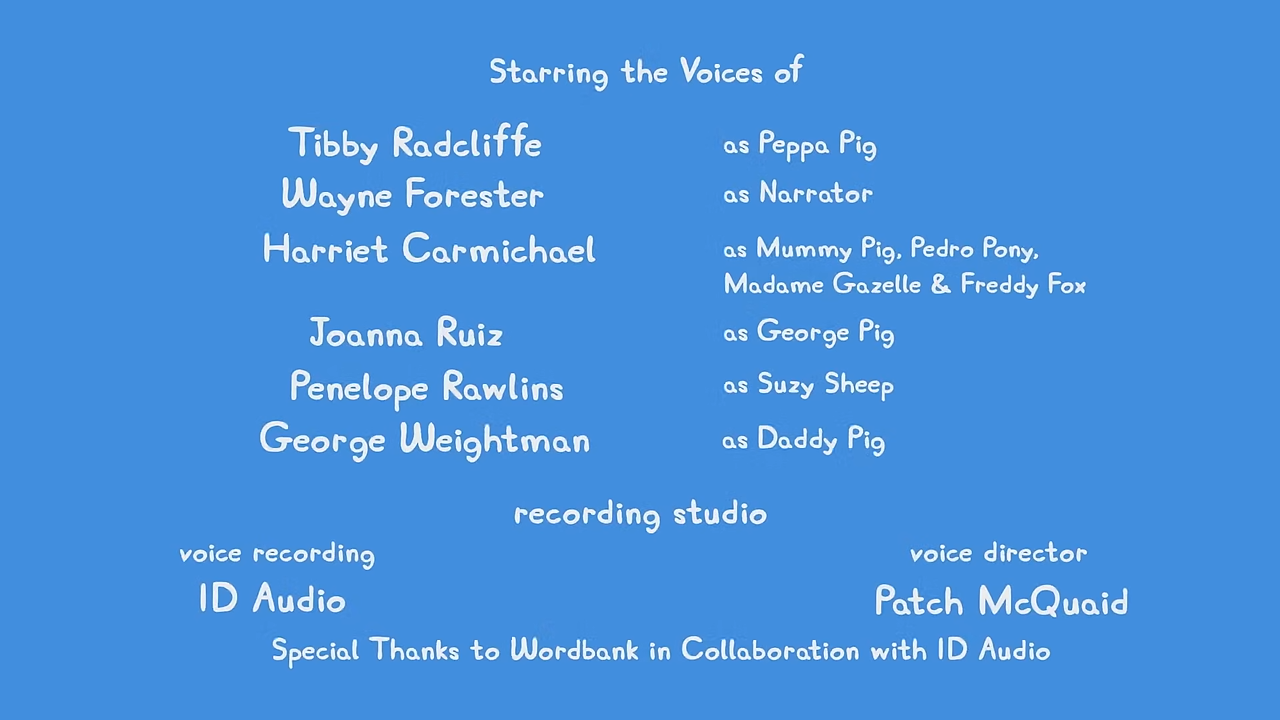 Starring the Voices of
Tibby Radcliffe as Peppa Pig
Wayne Forester as Narrator
Harriet Carmichael as Mummy Pig, Pedro Pony,
Madame Gazelle & Freddy Fox
Joanna Ruiz as George Pig
Penelope Rawlins as Suzy Sheep
George Weightman as Daddy Pig
recording studio
voice recording voice director
ID Audio Patch McQuaid
Special Thanks to Wordbank in Collaboration with ID Audio